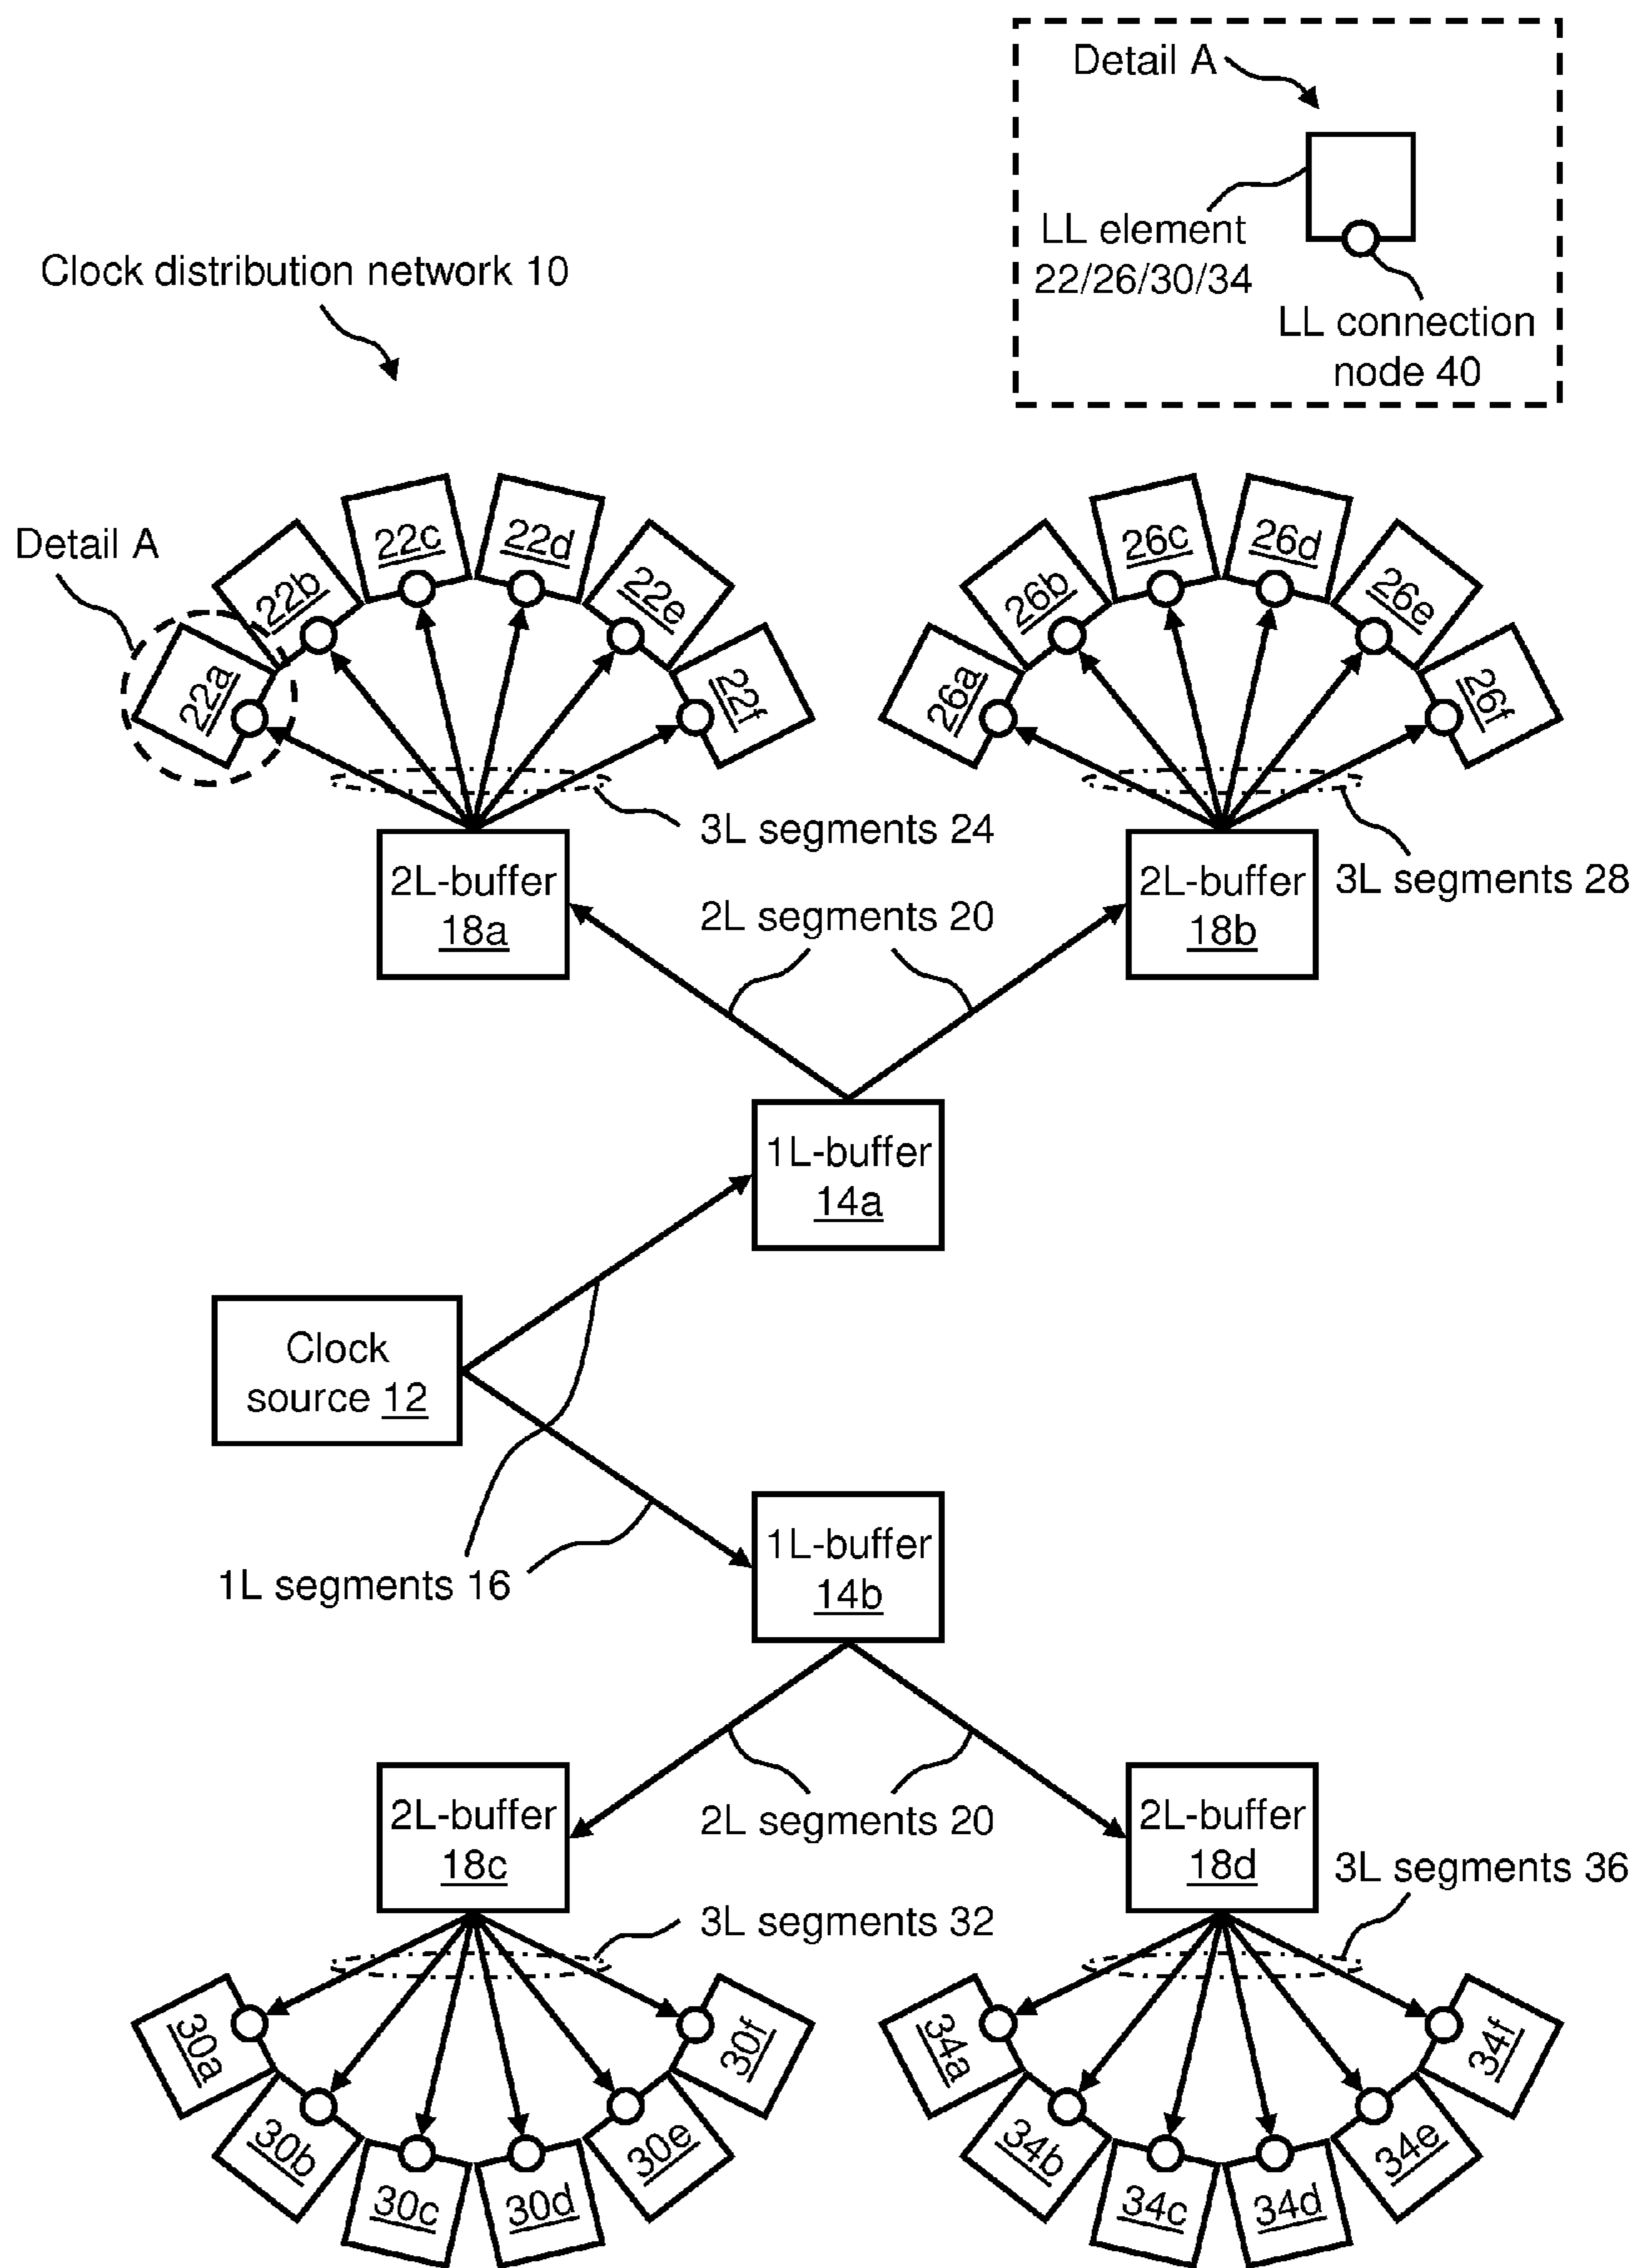 Detail A
LL element
22/26/30/34
LL connection
node 40
Clock distribution network 10
Detail A
22a
22b
22c
22d
22e
22f
26a
26b
26c
26d
26e
26f
3L segments 24
3L segments 28
2L-buffer
18a
2L segments 20
2L-buffer
18b
1L-buffer
14a
Clock
source 12
1L segments 16
1L-buffer
14b
2L-buffer
18c
2L segments 20
2L-buffer
18d
3L segments 36
3L segments 32
30a
30b
30c
30d
30e
30f
34a
34b
34c
34d
34e
34f